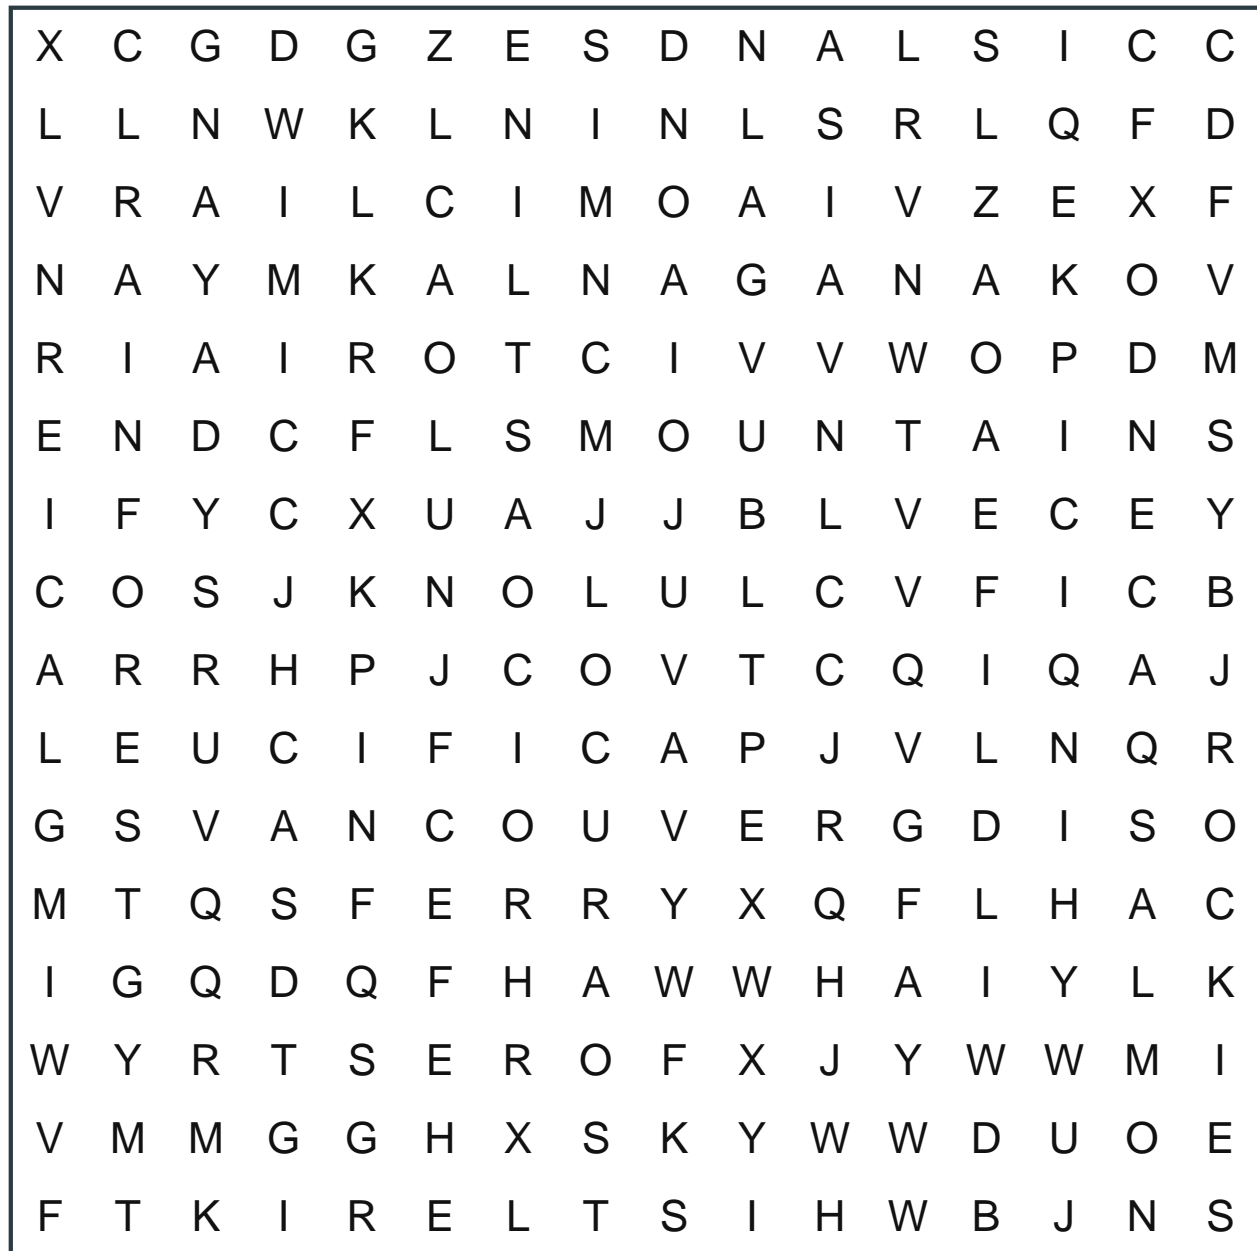 X C G D G Z E S D N A L S I C C
L L N W K L N I N L S R L Q F D
V R A I L C I M O A I V Z E X F
N A Y M K A L N A G A N A K O V
R I A I R O T C I V V W O P D M
E N D C F L S M O U N T A I N S
I F Y C X U A J J B L V E C E Y
C O S J K N O L U L C V F I C B
A R R H P J C O V T C Q I Q A J
L E U C I F I C A P J V L N Q R
G S V A N C O U V E R G D I S O
M T Q S F E R R Y X Q F L H A C
I G Q D Q F H A W W H A I Y L K
W Y R T S E R O F X J Y W W M I
V M M G G H X S K Y W W D U O E
F T K I R E L T S I H W B J N S